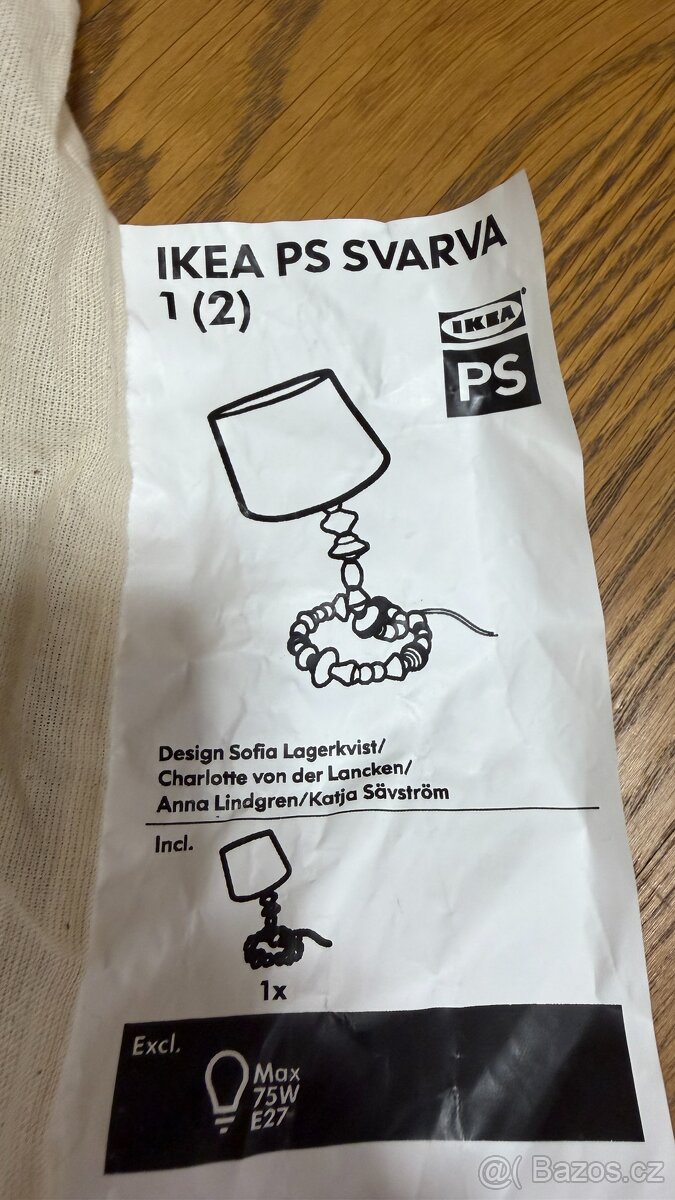 IKEA PS SVARVA
1 (2)
IKEA®
PS
Design Sofia Lagerkvist/
Charlotte von der Lancken/
Anna Lindgren/Katja Sävström
Incl.
1x
Excl.
Max
75W
E27
@( Bazos.cz